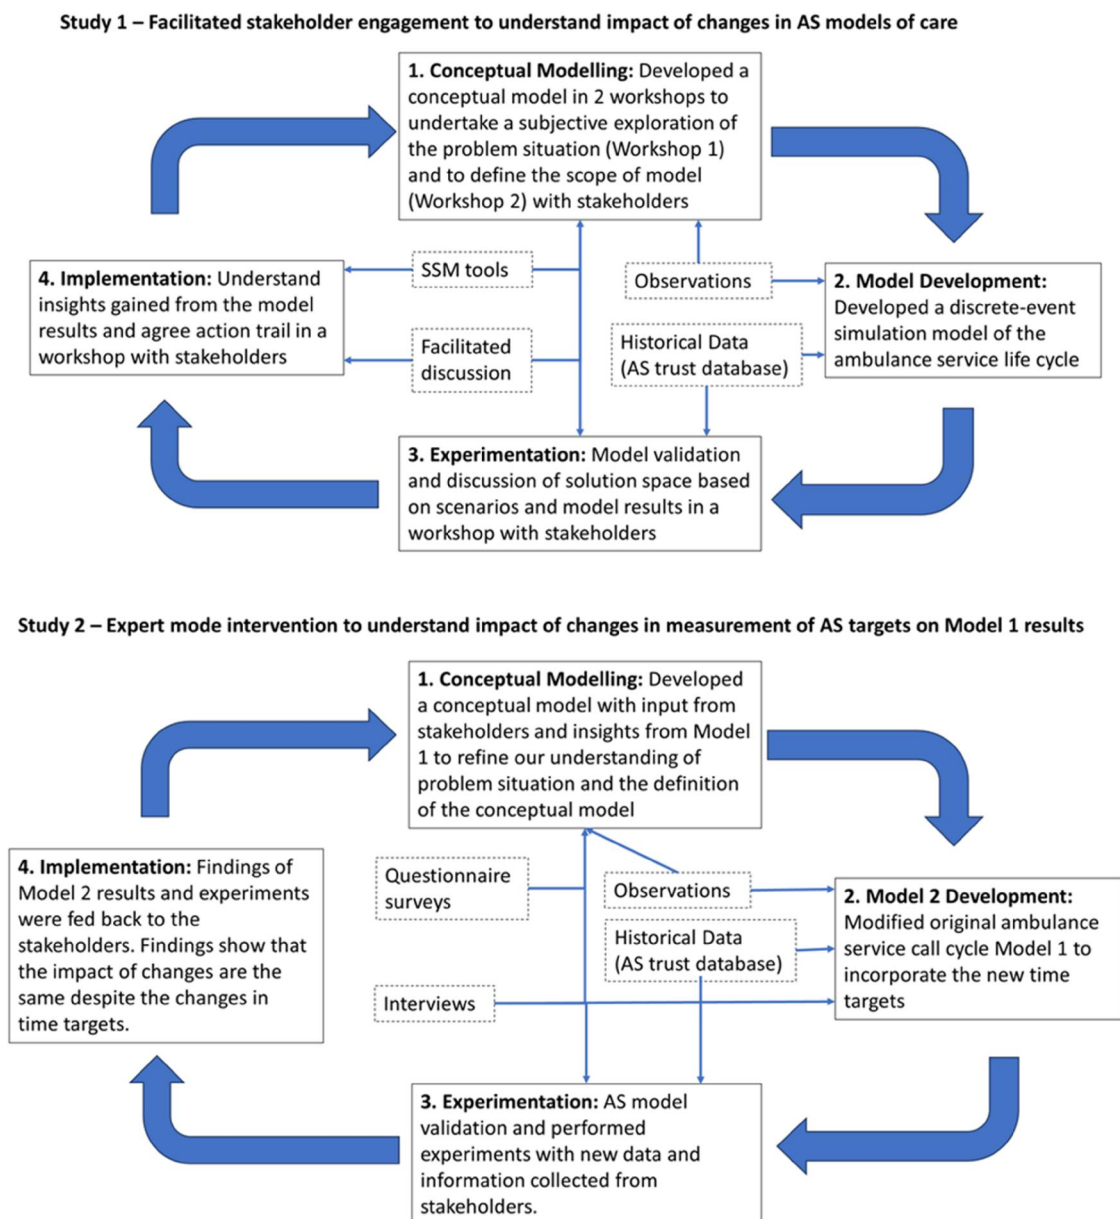 Study 1 – Facilitated stakeholder engagement to understand impact of changes in AS models of care
1. Conceptual Modelling: Developed a
conceptual model in 2 workshops to
undertake a subjective exploration of
the problem situation (Workshop 1)
and to define the scope of model
(Workshop 2) with stakeholders
4. Implementation: Understand
insights gained from the model
results and agree action trail in a
workshop with stakeholders
SSM tools
Facilitated
discussion
Observations
Historical Data
(AS trust database)
2. Model Development:
Developed a discrete-event
simulation model of the
ambulance service life cycle
3. Experimentation: Model validation
and discussion of solution space based
on scenarios and model results in a
workshop with stakeholders
Study 2 – Expert mode intervention to understand impact of changes in measurement of AS targets on Model 1 results
1. Conceptual Modelling: Developed
a conceptual model with input from
stakeholders and insights from Model
1 to refine our understanding of
problem situation and the definition
of the conceptual model
4. Implementation: Findings of
Model 2 results and experiments
were fed back to the
stakeholders. Findings show that
the impact of changes are the
same despite the changes in
time targets.
Questionnaire
surveys
Interviews
Observations
Historical Data
(AS trust database)
2. Model 2 Development:
Modified original ambulance
service call cycle Model 1 to
incorporate the new time
targets
3. Experimentation: AS model
validation and performed
experiments with new data and
information collected from
stakeholders.